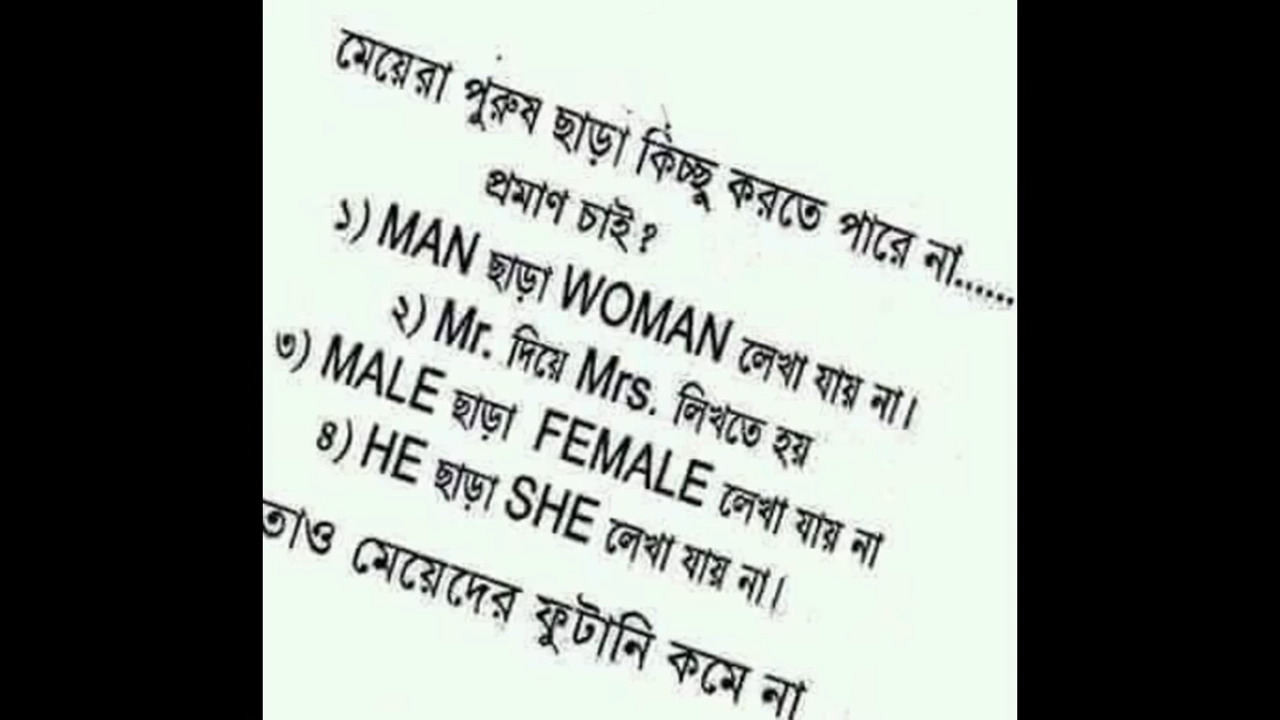 মেয়েরা পুরুষ ছাড়া কিচ্ছু করতে পারে না......
প্রমাণ চাই?
১) MAN ছাড়া WOMAN লেখা যায় না।
২) Mr. দিয়ে Mrs. লিখতে হয়
৩) MALE ছাড়া FEMALE লেখা যায় না
৪) HE ছাড়া SHE লেখা যায় না।
তাও মেয়েদের ফুটানি কমে না